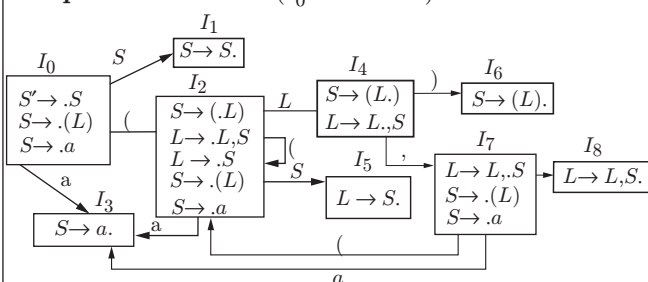 I1
S
S→ S.
I0
S′→ .S
S→ .(L)
S→ .a
(
I2
S→ (.L)
L→ .L,S
L → .S
S→ .(L)
S→ .a
L
(
S
I4
S→ (L.)
L→ L.,S
)
I6
S→ (L).
,
I5
L → S.
I7
L→ L,.S
S→ .(L)
S→ .a
I8
L→ L,S.
a
I3
S→ a.
a
(
a